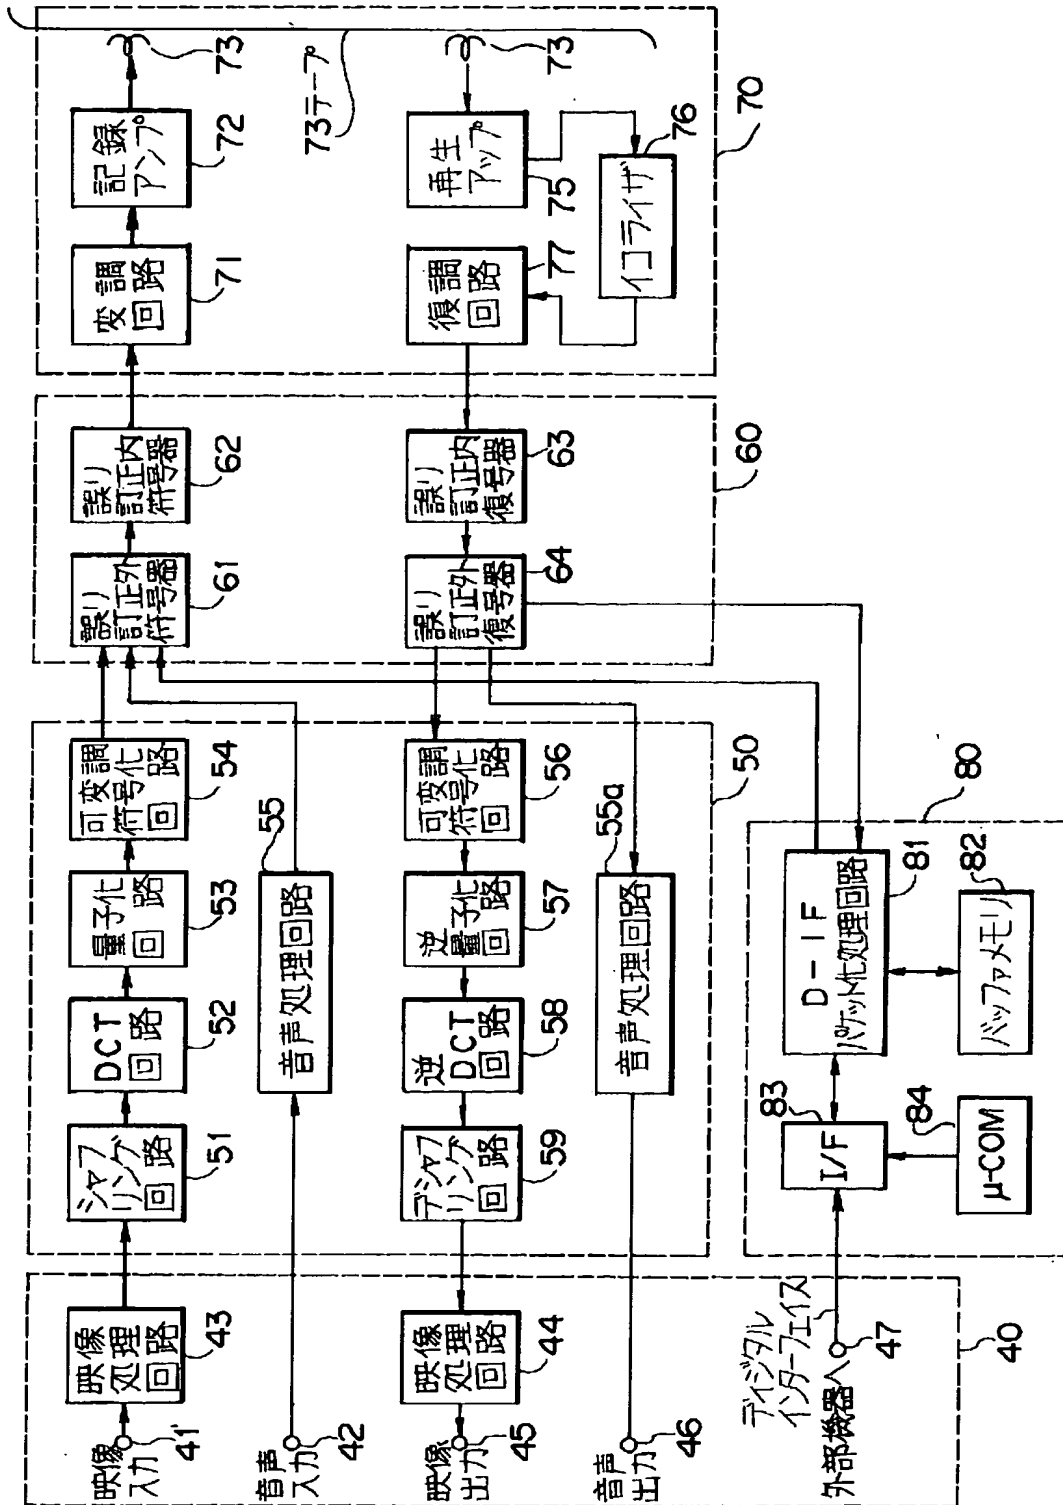 映像
入力
41
映像
処理
回路
43
シャフ
リング
回路
51
DCT
回路
52
量子化
回路
53
可変調
符号化
回路
54
誤り
訂正外
符号器
61
誤り
訂正内
符号器
62
変調
回路
71
記録
アンプ
72
73
73テープ
音声
入力
42
音声処理回路
55
映像
出力
45
映像
処理
回路
44
デシャフ
リング
回路
59
逆
DCT
回路
58
逆
量子化
回路
57
可変調
符号化
回路
56
誤り
訂正外
復号器
64
誤り
訂正内
復号器
63
復調
回路
77
再生
アップ
75
73
イコライザ
76
音声
出力
46
音声処理回路
55a
50
60
70
ディジタル
インターフェイス
外部機器へ
47
40
I/F
83
μ-COM
84
D-IF
パケット化処理回路
81
バッファメモリ
82
80